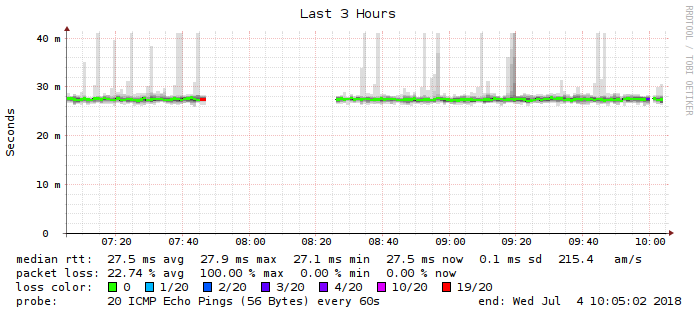 Last 3 Hours
RRDTOOL / TOBI OETIKER
Seconds
40 m
30 m
20 m
10 m
0
07:20 07:40 08:00 08:20 08:40 09:00 09:20 09:40 10:00
median rtt: 27.5 ms avg 27.9 ms max 27.1 ms min 27.5 ms now 0.1 ms sd 215.4 am/s
packet loss: 22.74 % avg 100.00 % max 0.00 % min 0.00 % now
loss color: 0 1/20 2/20 3/20 4/20 10/20 19/20
probe: 20 ICMP Echo Pings (56 Bytes) every 60s end: Wed Jul 4 10:05:02 2018